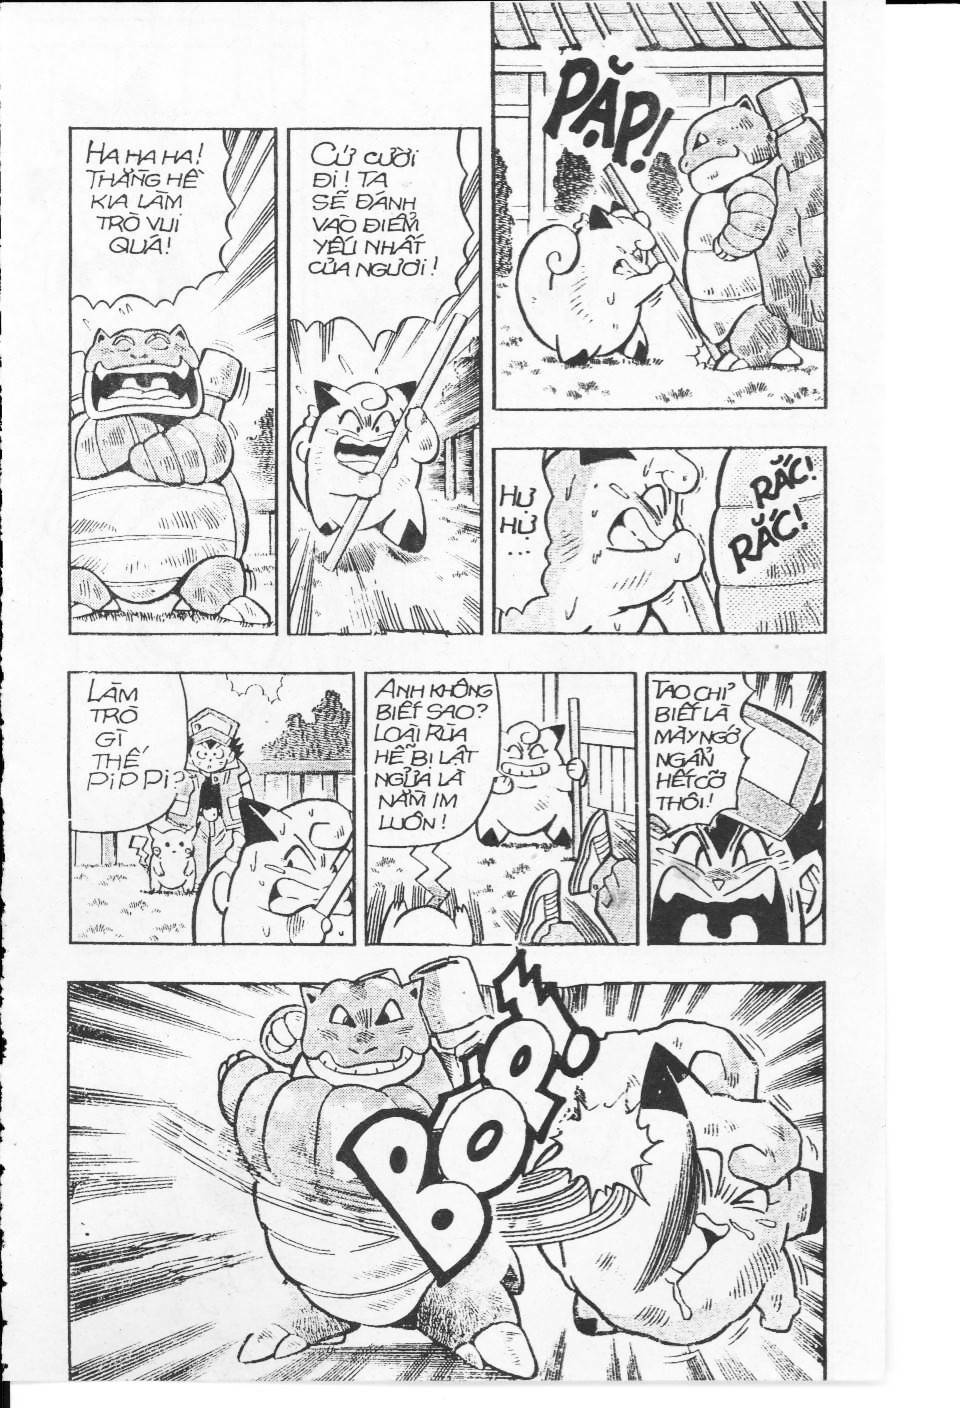 HA HA HA!
THẰNG HỀ
KIA LÀM
TRÒ VUI
QUÁ!
CỨ CƯỜI
ĐI! TA
SẼ ĐÁNH
VÀO ĐIỂM
YẾU NHẤT
CỦA NGƯƠI!
PẶP!
HƯ
HỬ
...
RẮC!
RẮC!
LÀM
TRÒ
GÌ
THẾ
PIPPI?
ANH KHÔNG
BIẾT SAO?
LOÀI RÙA
HỄ BỊ LẬT
NGỬA LÀ
NẰM IM
LUÔN!
TAO CHỈ
BIẾT LÀ
MÀY NGỚ
NGẨN
HẾT CỠ
THÔI!
BỐP!